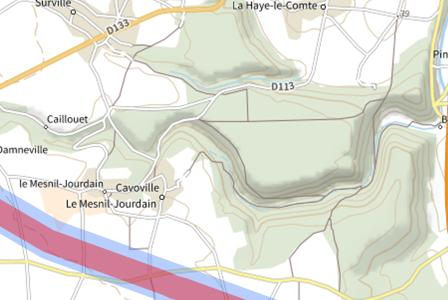 Surville
La Haye-le-Comte
D133
D113
Caillouet
Damneville
le Mesnil-Jourdain
Cavoville
Le Mesnil-Jourdain